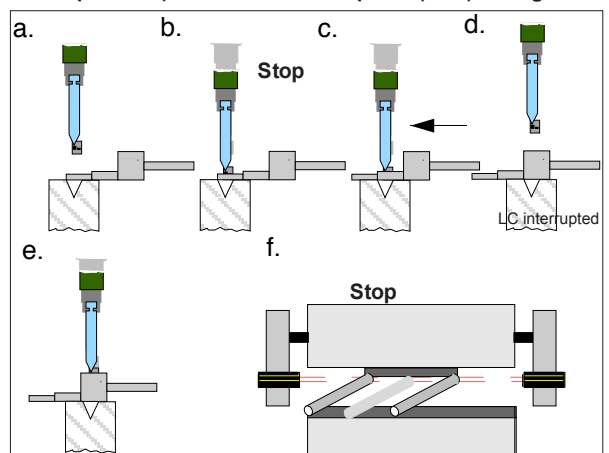 a.
b.
c.
d.
Stop
LC interrupted
e.
f.
Stop